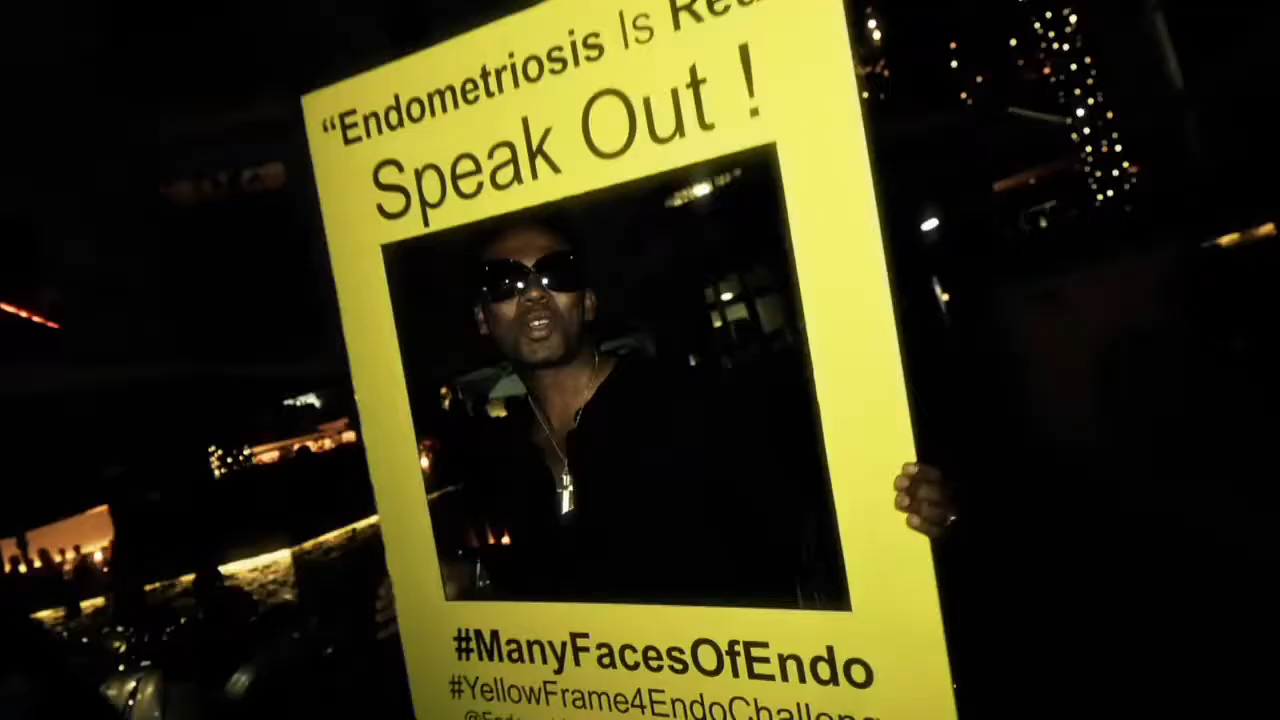 “Endometriosis Is
Speak Out !
#ManyFacesOfEndo
#YellowFrame4EndoChalleng